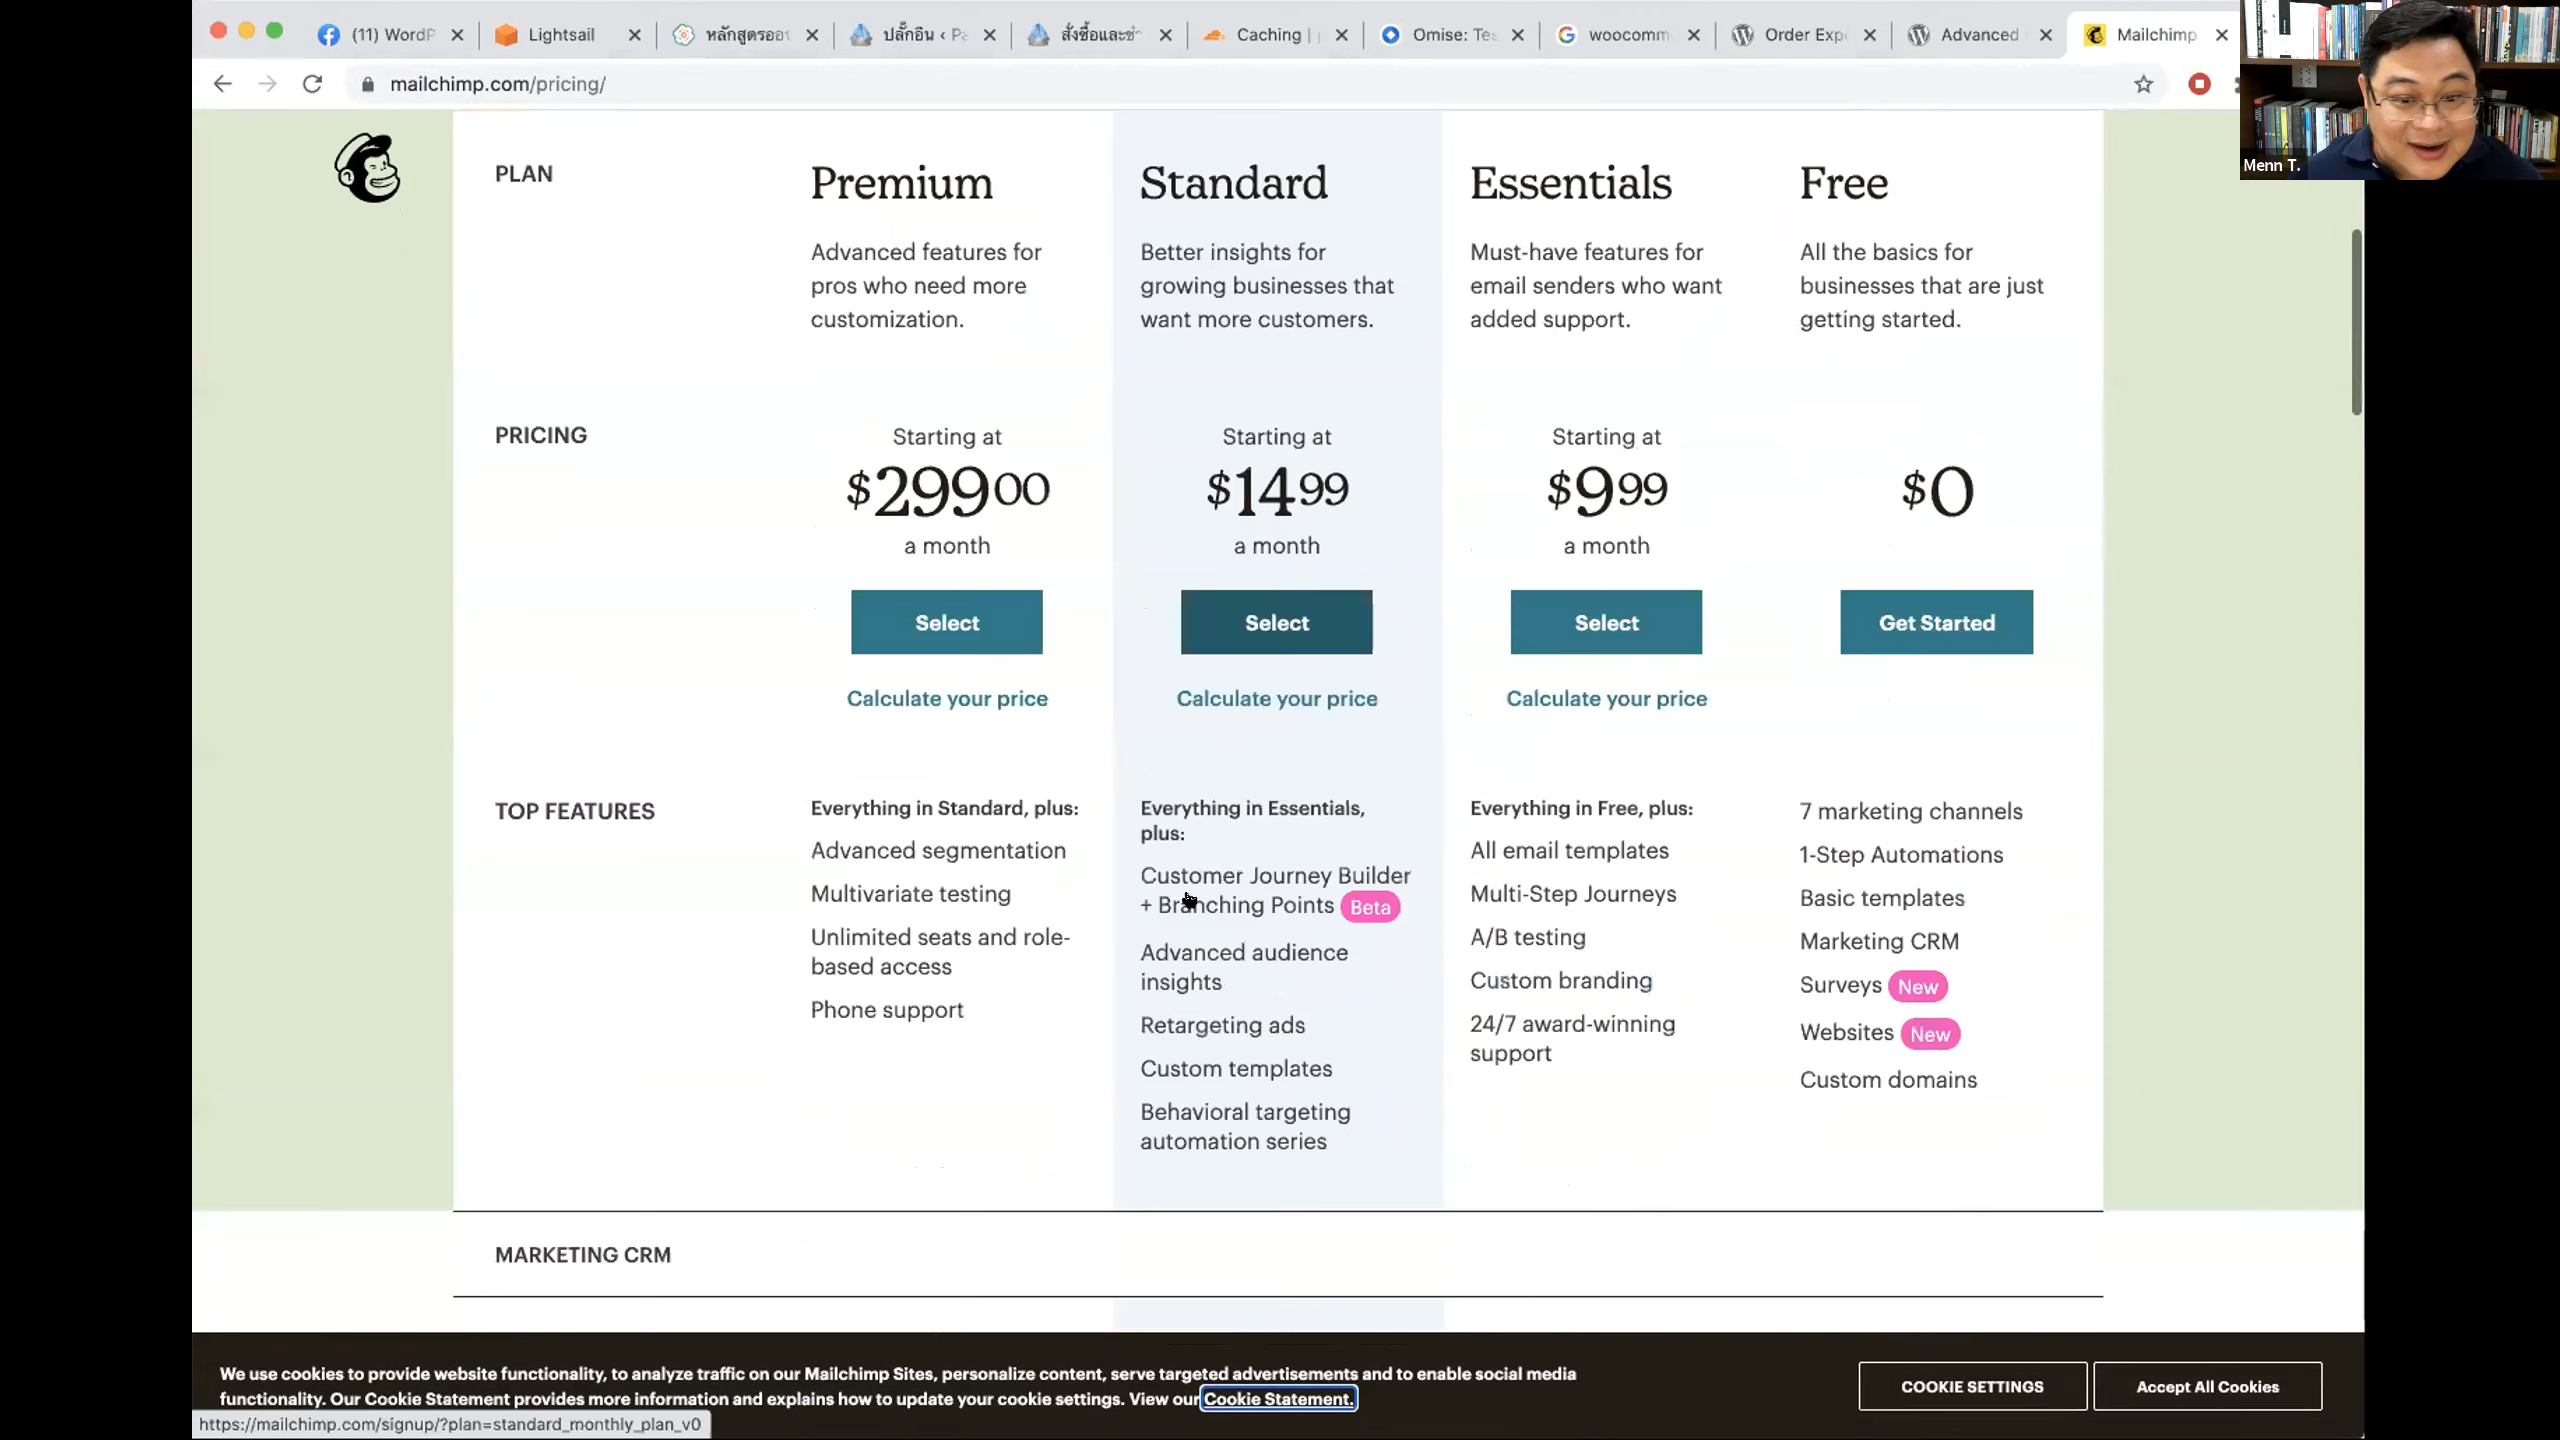 (11) WordP
Lightsail
หลักสูตรออ
ปลั๊กอิน ‹ Pa
สั่งซื้อและชำ
Caching |
Omise: Tes
woocomm
Order Exp
Advanced
Mailchimp
mailchimp.com/pricing/
Menn T.
PLAN
Premium
Standard
Essentials
Free
Advanced features for
pros who need more
customization.
Better insights for
growing businesses that
want more customers.
Must-have features for
email senders who want
added support.
All the basics for
businesses that are just
getting started.
PRICING
Starting at
$299 00
a month
Select
Calculate your price
Starting at
$14 99
a month
Select
Calculate your price
Starting at
$9 99
a month
Select
Calculate your price
$0
Get Started
TOP FEATURES
Everything in Standard, plus:
Advanced segmentation
Multivariate testing
Unlimited seats and role-
based access
Phone support
Everything in Essentials,
plus:
Customer Journey Builder
+ Branching Points Beta
Advanced audience
insights
Retargeting ads
Custom templates
Behavioral targeting
automation series
Everything in Free, plus:
All email templates
Multi-Step Journeys
A/B testing
Custom branding
24/7 award-winning
support
7 marketing channels
1-Step Automations
Basic templates
Marketing CRM
Surveys New
Websites New
Custom domains
MARKETING CRM
We use cookies to provide website functionality, to analyze traffic on our Mailchimp Sites, personalize content, serve targeted advertisements and to enable social media
functionality. Our Cookie Statement provides more information and explains how to update your cookie settings. View our Cookie Statement.
COOKIE SETTINGS
Accept All Cookies
https://mailchimp.com/signup/?plan=standard_monthly_plan_v0